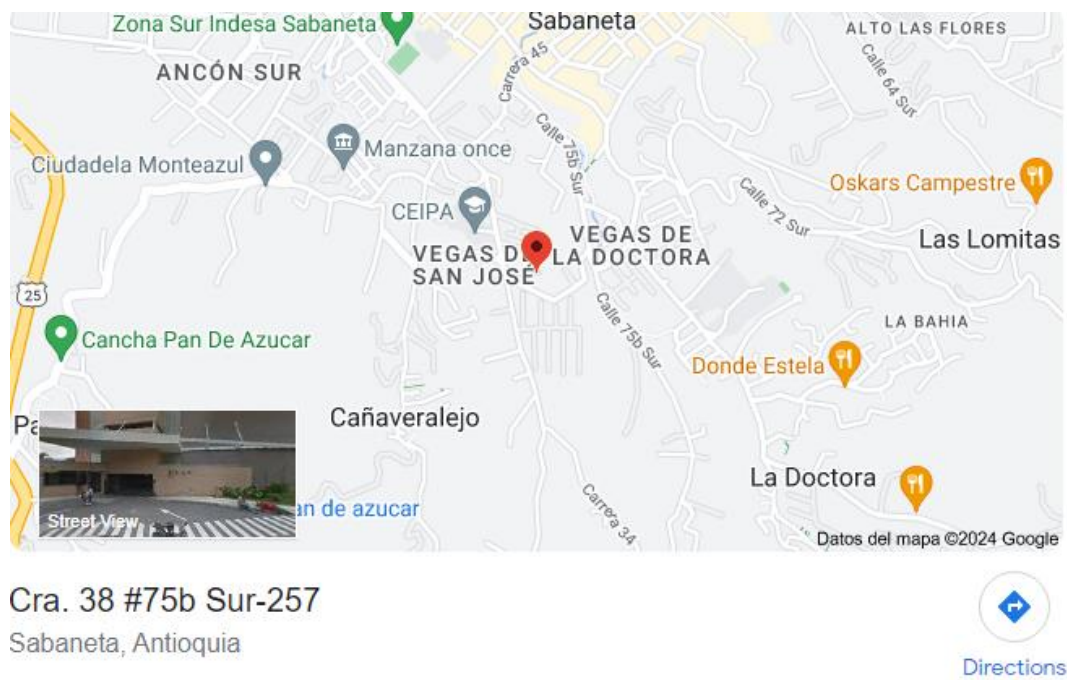 Zona Sur Indesa Sabaneta
Sabaneta
ALTO LAS FLORES
Carrera 45
Calle 64 Sur
ANCÓN SUR
Manzana once
Calle 75b Sur
Ciudadela Monteazul
Oskars Campestre
Calle 72 Sur
CEIPA
VEGAS DE
LA DOCTORA
Las Lomitas
VEGAS DE
SAN JOSÉ
25
Calle 75b Sur
LA BAHIA
Cancha Pan De Azucar
Donde Estela
Cañaveralejo
Pa
La Doctora
Carrera 34
an de azucar
Street View
Datos del mapa ©2024 Google
Cra. 38 #75b Sur-257
Sabaneta, Antioquia
Directions